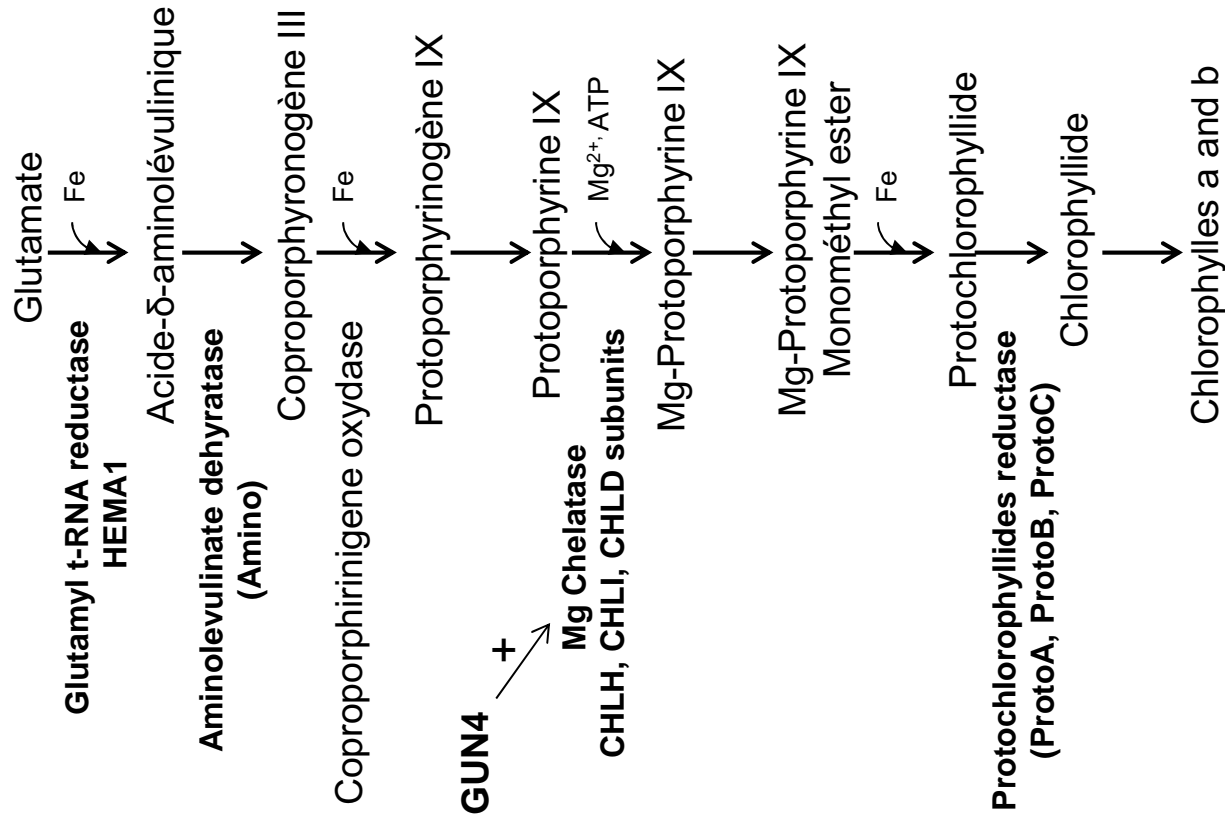 Glutamate
Fe
Glutamyl t-RNA reductase
HEMA1
Acide-δ-aminolévulinique
Aminolevulinate dehyratase
(Amino)
Coproporphyronogène III
Fe
Coproporphirinigene oxydase
Protoporphyrinogène IX
Protoporphyrine IX
GUN4
+
Mg²⁺, ATP
Mg Chelatase
CHLH, CHLI, CHLD subunits
Mg-Protoporphyrine IX
Mg-Protoporphyrine IX
Monométhyl ester
Fe
Protochlorophyllide
Protochlorophyllides reductase
(ProtoA, ProtoB, ProtoC)
Chlorophyllide
Chlorophylles a and b